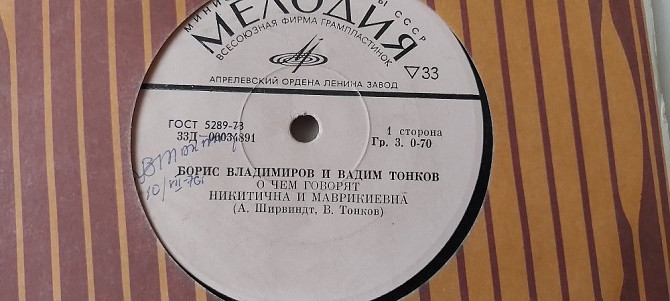 МЕЛОДИЯ
ВСЕСОЮЗНАЯ ФИРМА ГРАМПЛАСТИНОК
АПРЕЛЕВСКИЙ ОРДЕНА ЛЕНИНА ЗАВОД
▽33
ГОСТ 5289-73
33Д-00034891
1 сторона
Гр. 3. 0-70
БОРИС ВЛАДИМИРОВ И ВАДИМ ТОНКОВ
О ЧЕМ ГОВОРЯТ
НИКИТИЧНА И МАВРИКИЕВНА
(А. Ширвиндт, В. Тонков)